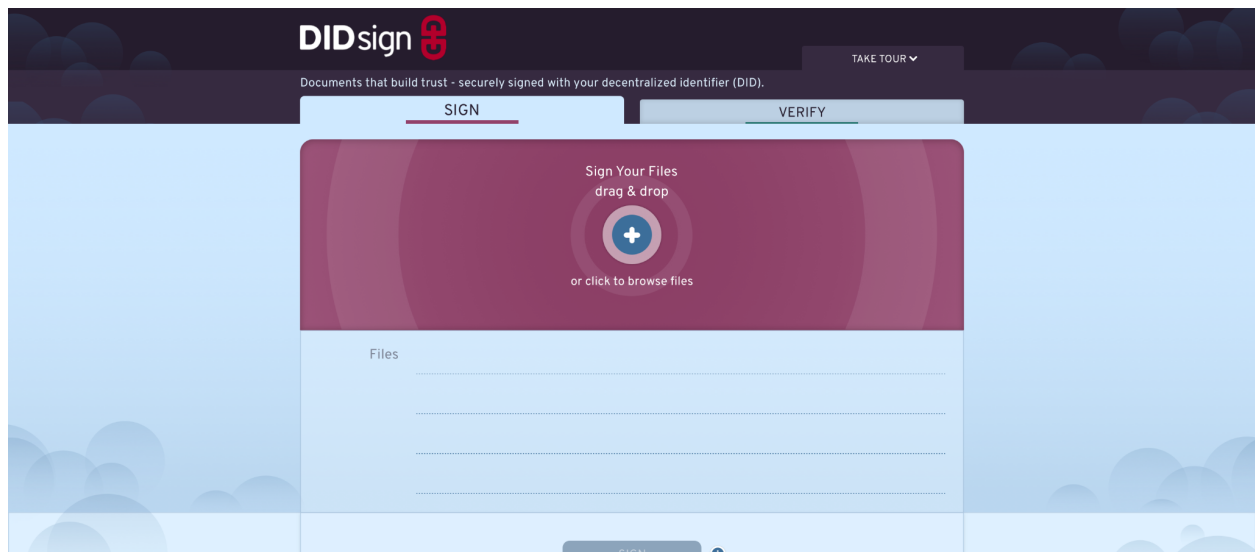 DIDsign
TAKE TOUR
Documents that build trust - securely signed with your decentralized identifier (DID).
SIGN
VERIFY
Sign Your Files
drag & drop
or click to browse files
Files
SIGN